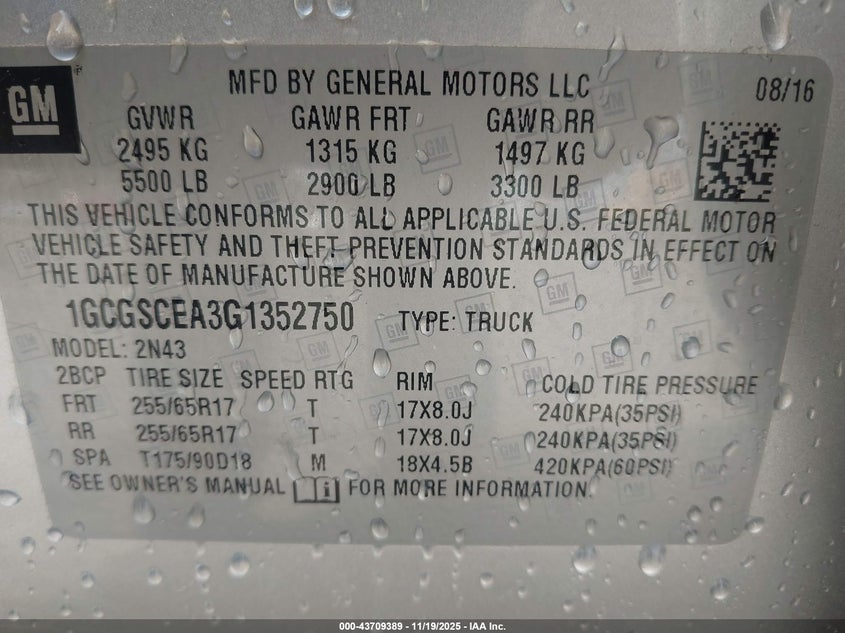 GM
MFD BY GENERAL MOTORS LLC
08/16
GVWR GAWR FRT GAWR RR
2495 KG 1315 KG 1497 KG
5500 LB 2900 LB 3300 LB
THIS VEHICLE CONFORMS TO ALL APPLICABLE U.S. FEDERAL MOTOR
VEHICLE SAFETY AND THEFT PREVENTION STANDARDS IN EFFECT ON
THE DATE OF MANUFACTURE SHOWN ABOVE.
1GCGSCEA3G1352750 TYPE: TRUCK
MODEL: 2N43
2BCP TIRE SIZE SPEED RTG RIM COLD TIRE PRESSURE
FRT 255/65R17 T 17X8.0J 240KPA(35PSI)
RR 255/65R17 T 17X8.0J 240KPA(35PSI)
SPA T175/90D18 M 18X4.5B 420KPA(60PSI)
SEE OWNER'S MANUAL FOR MORE INFORMATION.
000-43709389 - 11/19/2025 - IAA Inc.